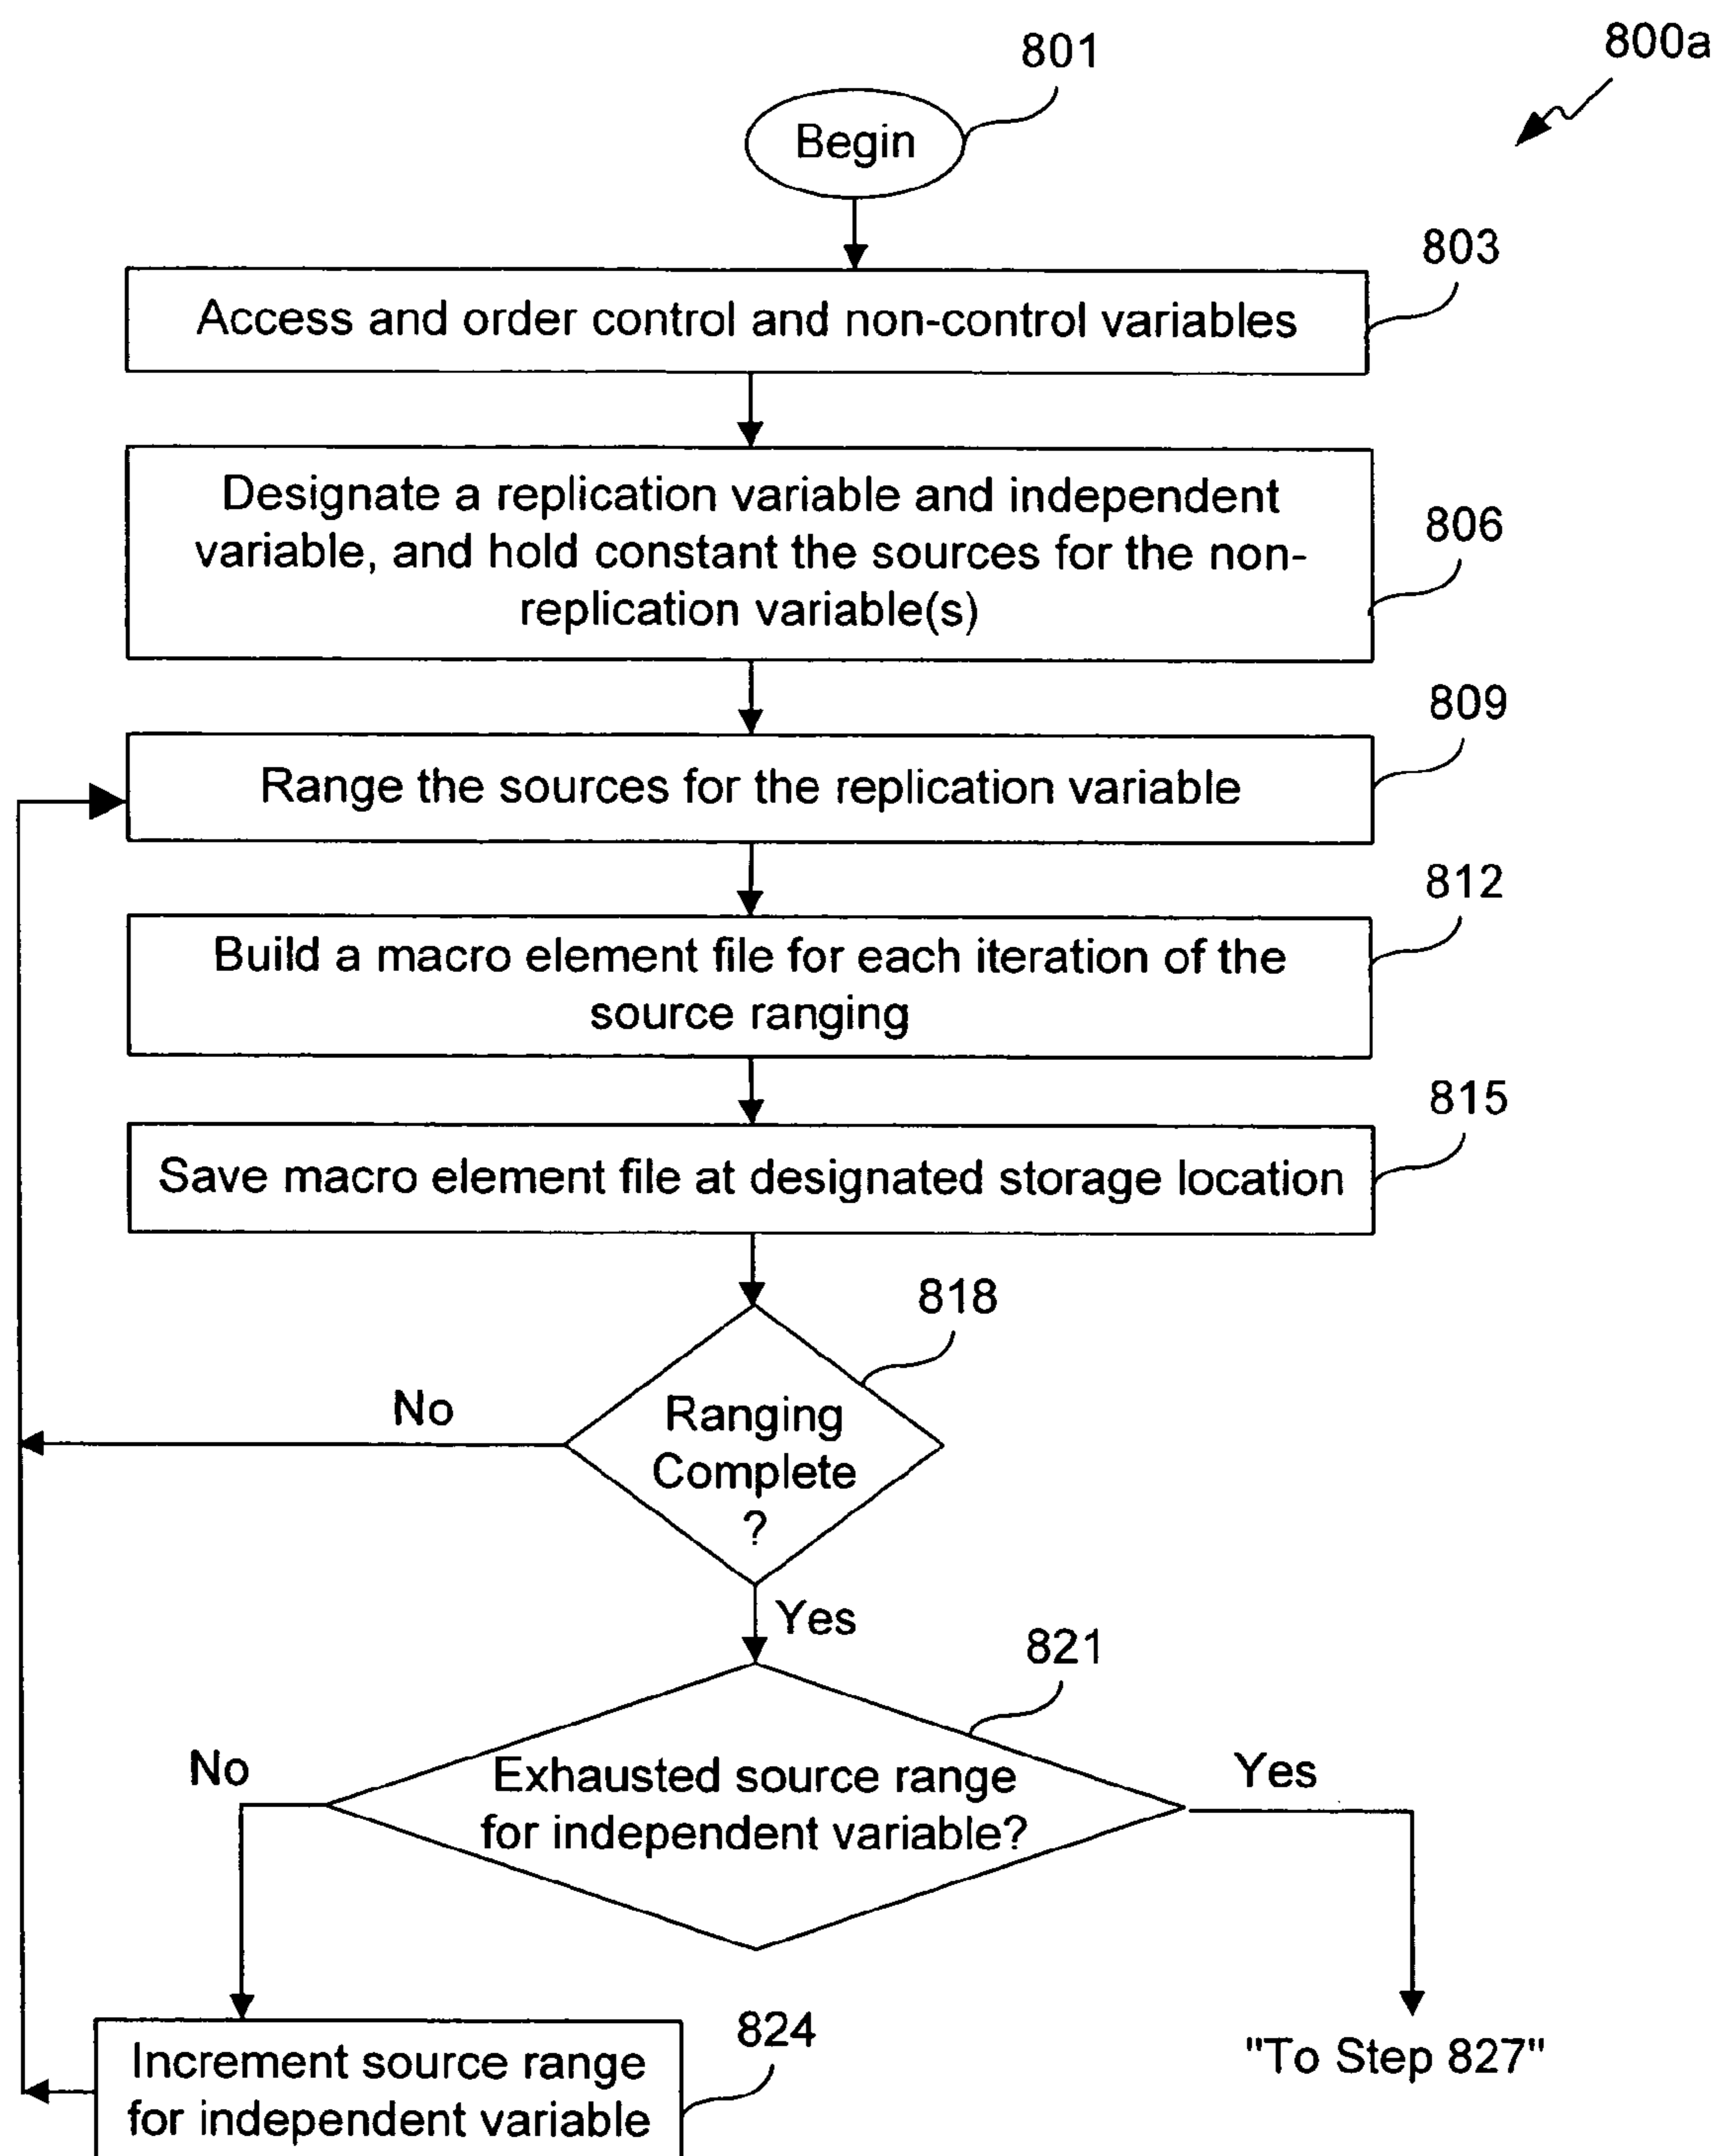 800a
801
Begin
803
Access and order control and non-control variables
Designate a replication variable and independent
variable, and hold constant the sources for the non-
replication variable(s)
806
809
Range the sources for the replication variable
812
Build a macro element file for each iteration of the
source ranging
815
Save macro element file at designated storage location
818
No
Ranging
Complete
?
Yes
821
No
Exhausted source range
for independent variable?
Yes
824
Increment source range
for independent variable
"To Step 827"